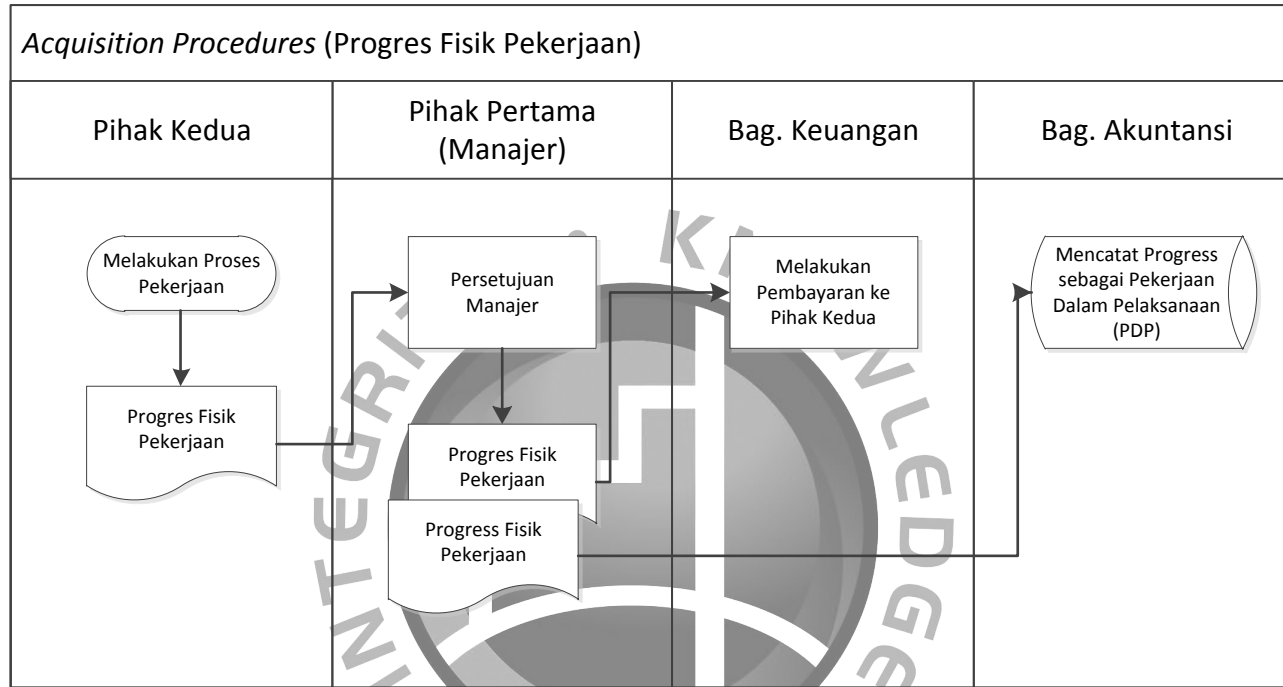 Acquisition Procedures (Progres Fisik Pekerjaan)
Pihak Kedua
Pihak Pertama
(Manajer)
Bag. Keuangan
Bag. Akuntansi
Melakukan Proses
Pekerjaan
Progres Fisik
Pekerjaan
Persetujuan
Manajer
Progres Fisik
Pekerjaan
Progress Fisik
Pekerjaan
Melakukan
Pembayaran ke
Pihak Kedua
Mencatat Progress
sebagai Pekerjaan
Dalam Pelaksanaan
(PDP)